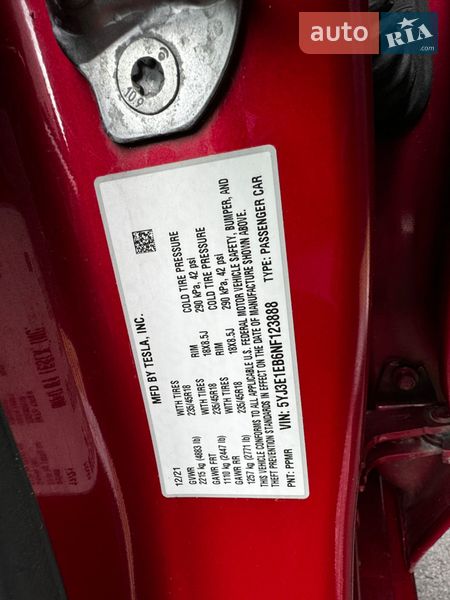 auto RIA
.com
10.9
MFD BY TESLA, INC.
12/21 WITH TIRES RIM COLD TIRE PRESSURE
GVWR 235/45R18 18X8.5J 290 kPa, 42 psi
2215 kg (4883 lb)
GAWR FRT WITH TIRES RIM COLD TIRE PRESSURE
1110 kg (2447 lb) 235/45R18 18X8.5J 290 kPa, 42 psi
GAWR RR
1257 kg (2771 lb)
THIS VEHICLE CONFORMS TO ALL APPLICABLE U.S. FEDERAL MOTOR VEHICLE SAFETY, BUMPER, AND
THEFT PREVENTION STANDARDS IN EFFECT ON THE DATE OF MANUFACTURE SHOWN ABOVE.
VIN: 5YJ3E1EB6NF123888 TYPE: PASSENGER CAR
PNT: PPMR